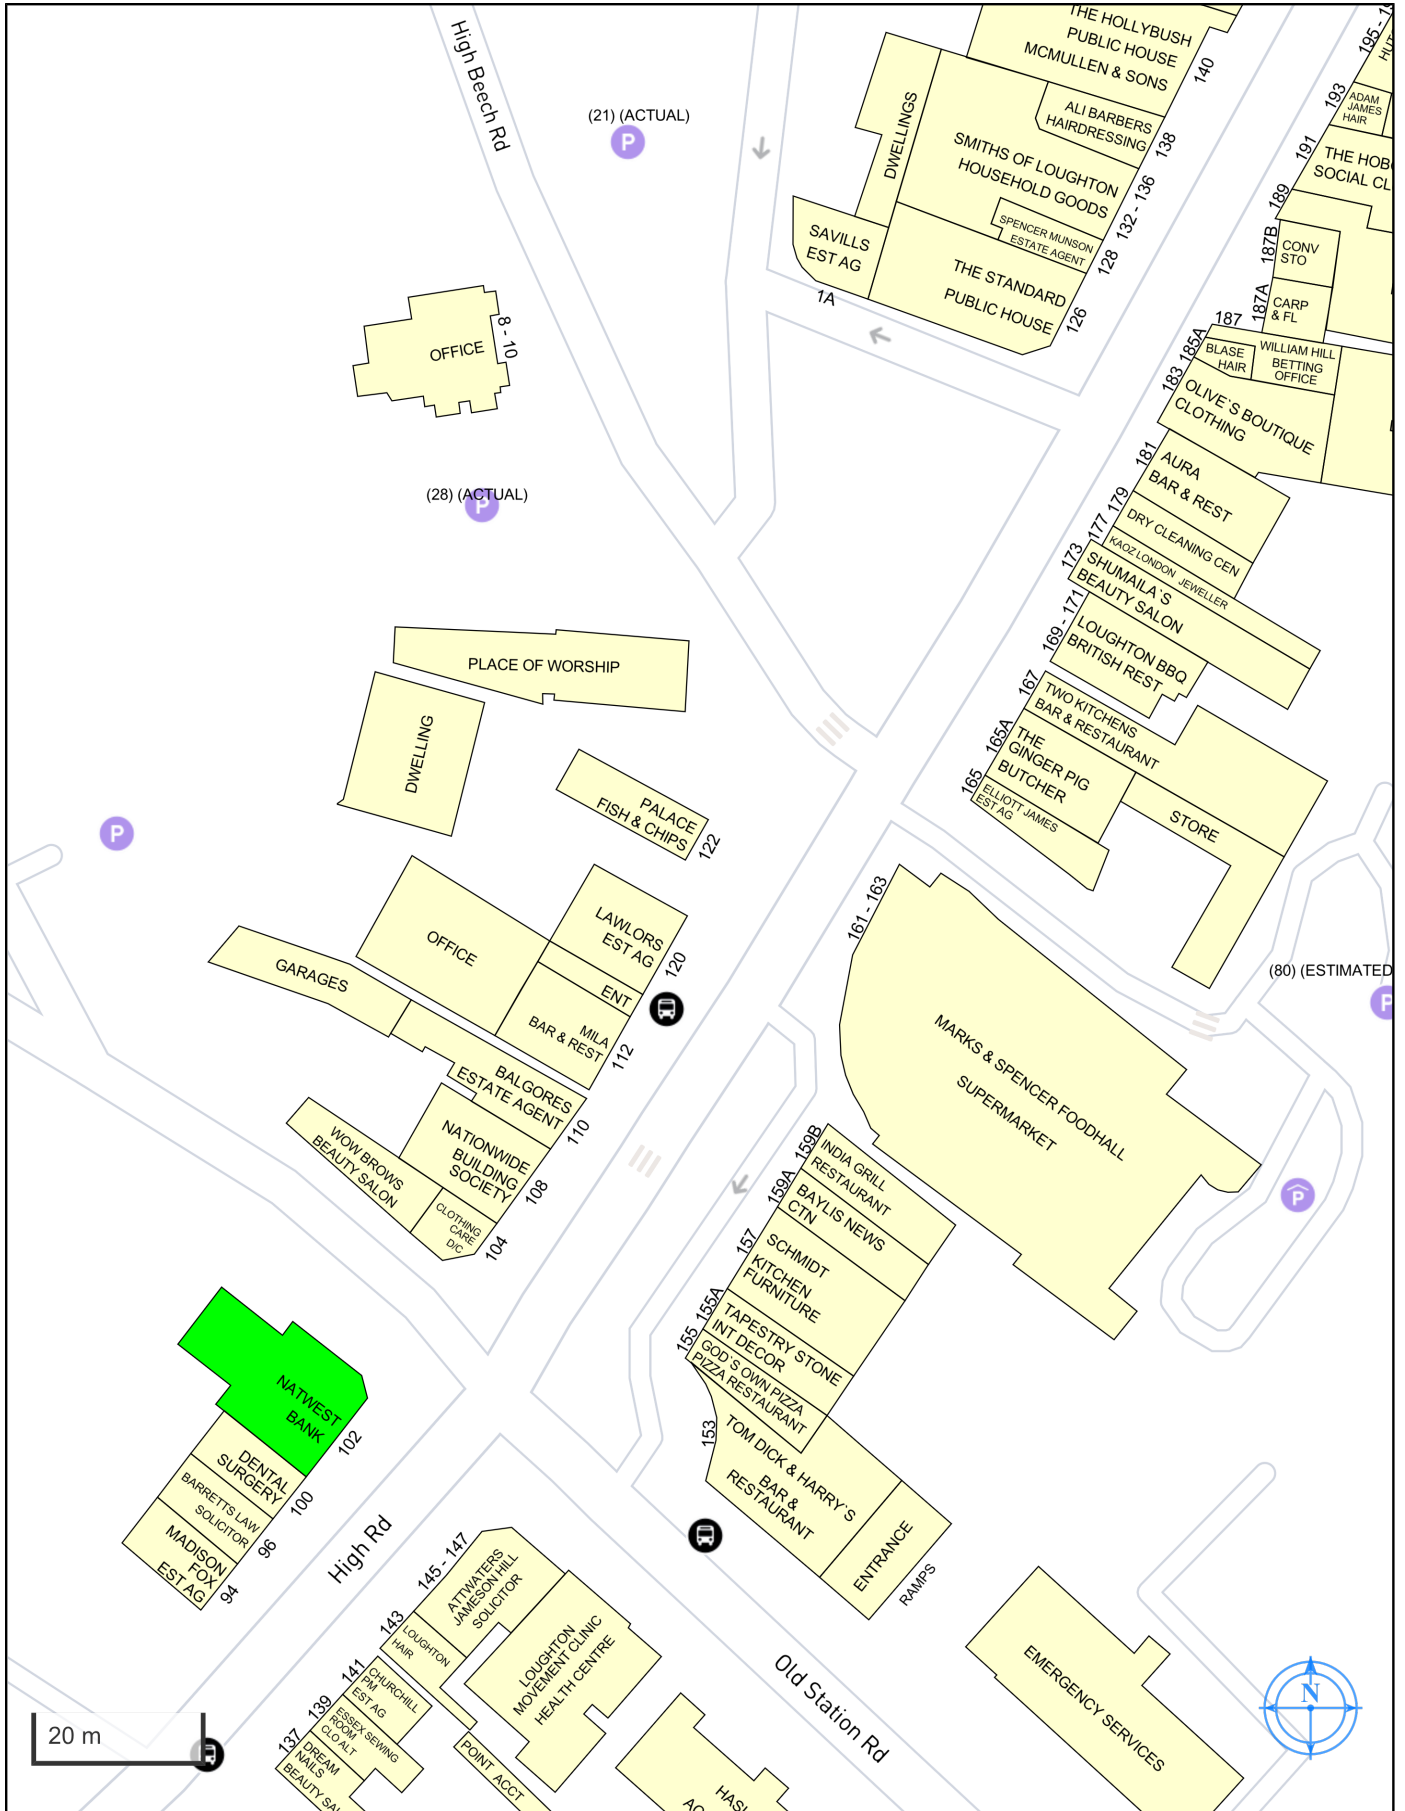 High Beech Rd
(21) (ACTUAL)
THE HOLLYBUSH
PUBLIC HOUSE
MCMULLEN & SONS
140
ALI BARBERS
HAIRDRESSING
138
DWELLINGS
SMITHS OF LOUGHTON
HOUSEHOLD GOODS
132 - 136
SPENCER MUNSON
ESTATE AGENT
128
SAVILLS
EST AG
1A
THE STANDARD
PUBLIC HOUSE
126
193
ADAM
JAMES
HAIR
191
THE HOB
SOCIAL CL
189
187B
CONV
STO
187A
CARP
& FL
187
185A
BLASE
HAIR
WILLIAM HILL
BETTING
OFFICE
183
OLIVE`S BOUTIQUE
CLOTHING
181
AURA
BAR & REST
179
DRY CLEANING CEN
177
KAOZ LONDON JEWELLER
173
SHUMAILA`S
BEAUTY SALON
169 - 171
LOUGHTON BBQ
BRITISH REST
167
TWO KITCHENS
BAR & RESTAURANT
165A
THE
GINGER PIG
BUTCHER
165
ELLIOTT JAMES
EST AG
STORE
OFFICE
8 - 10
(28) (ACTUAL)
P
P
P
PLACE OF WORSHIP
DWELLING
PALACE
FISH & CHIPS
122
LAWLORS
EST AG
120
OFFICE
ENT
MILA
BAR & REST
112
GARAGES
BALGORES
ESTATE AGENT
110
NATIONWIDE
BUILDING
SOCIETY
108
WOW BROWS
BEAUTY SALON
CLOTHING
CARE
D/C
104
161 - 163
MARKS & SPENCER FOODHALL
SUPERMARKET
(80) (ESTIMATED
P
P
159B
INDIA GRILL
RESTAURANT
159A
BAYLIS NEWS
CTN
157
SCHMIDT
KITCHEN
FURNITURE
155A
TAPESTRY STONE
INT DECOR
155
GOD`S OWN PIZZA
PIZZA RESTAURANT
153
TOM DICK & HARRY`S
BAR &
RESTAURANT
ENTRANCE
RAMPS
NATWEST
BANK
102
DENTAL
SURGERY
100
BARRETTS LAW
SOLICITOR
96
MADISON
FOX
EST AG
94
High Rd
145 - 147
ATTWATERS
JAMESON HILL
SOLICITOR
143
LOUGHTON
HAIR
LOUGHTON
MOVEMENT CLINIC
HEALTH CENTRE
141
CHURCHILL
PM
EST AG
139
ESSEX SEWING
ROOM
CLO ALT
137
DREAM
NAILS
BEAUTY SA
POINT ACCT
Old Station Rd
EMERGENCY SERVICES
N
20 m